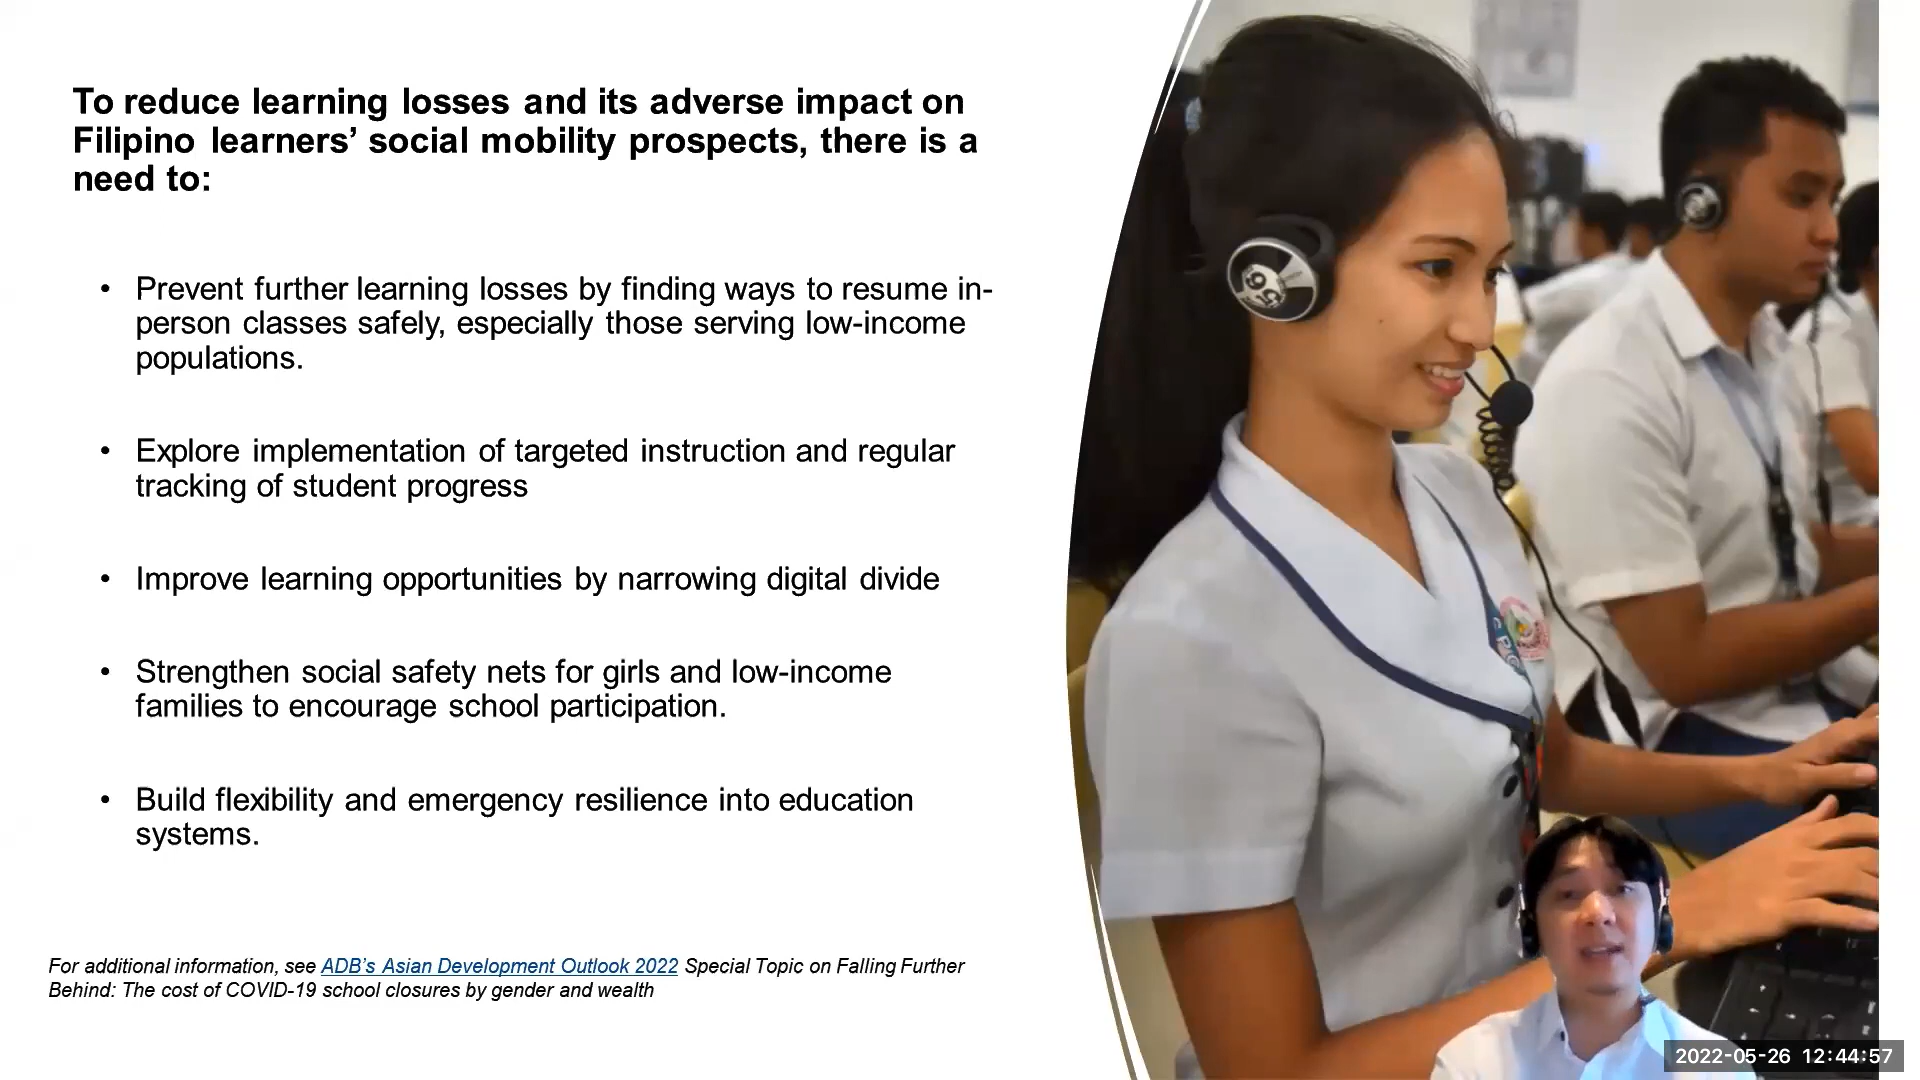 To reduce learning losses and its adverse impact on
Filipino learners’ social mobility prospects, there is a
need to:
• Prevent further learning losses by finding ways to resume in-
person classes safely, especially those serving low-income
populations.
• Explore implementation of targeted instruction and regular
tracking of student progress
• Improve learning opportunities by narrowing digital divide
• Strengthen social safety nets for girls and low-income
families to encourage school participation.
• Build flexibility and emergency resilience into education
systems.
For additional information, see ADB’s Asian Development Outlook 2022 Special Topic on Falling Further
Behind: The cost of COVID-19 school closures by gender and wealth
2022-05-26 12:44:57